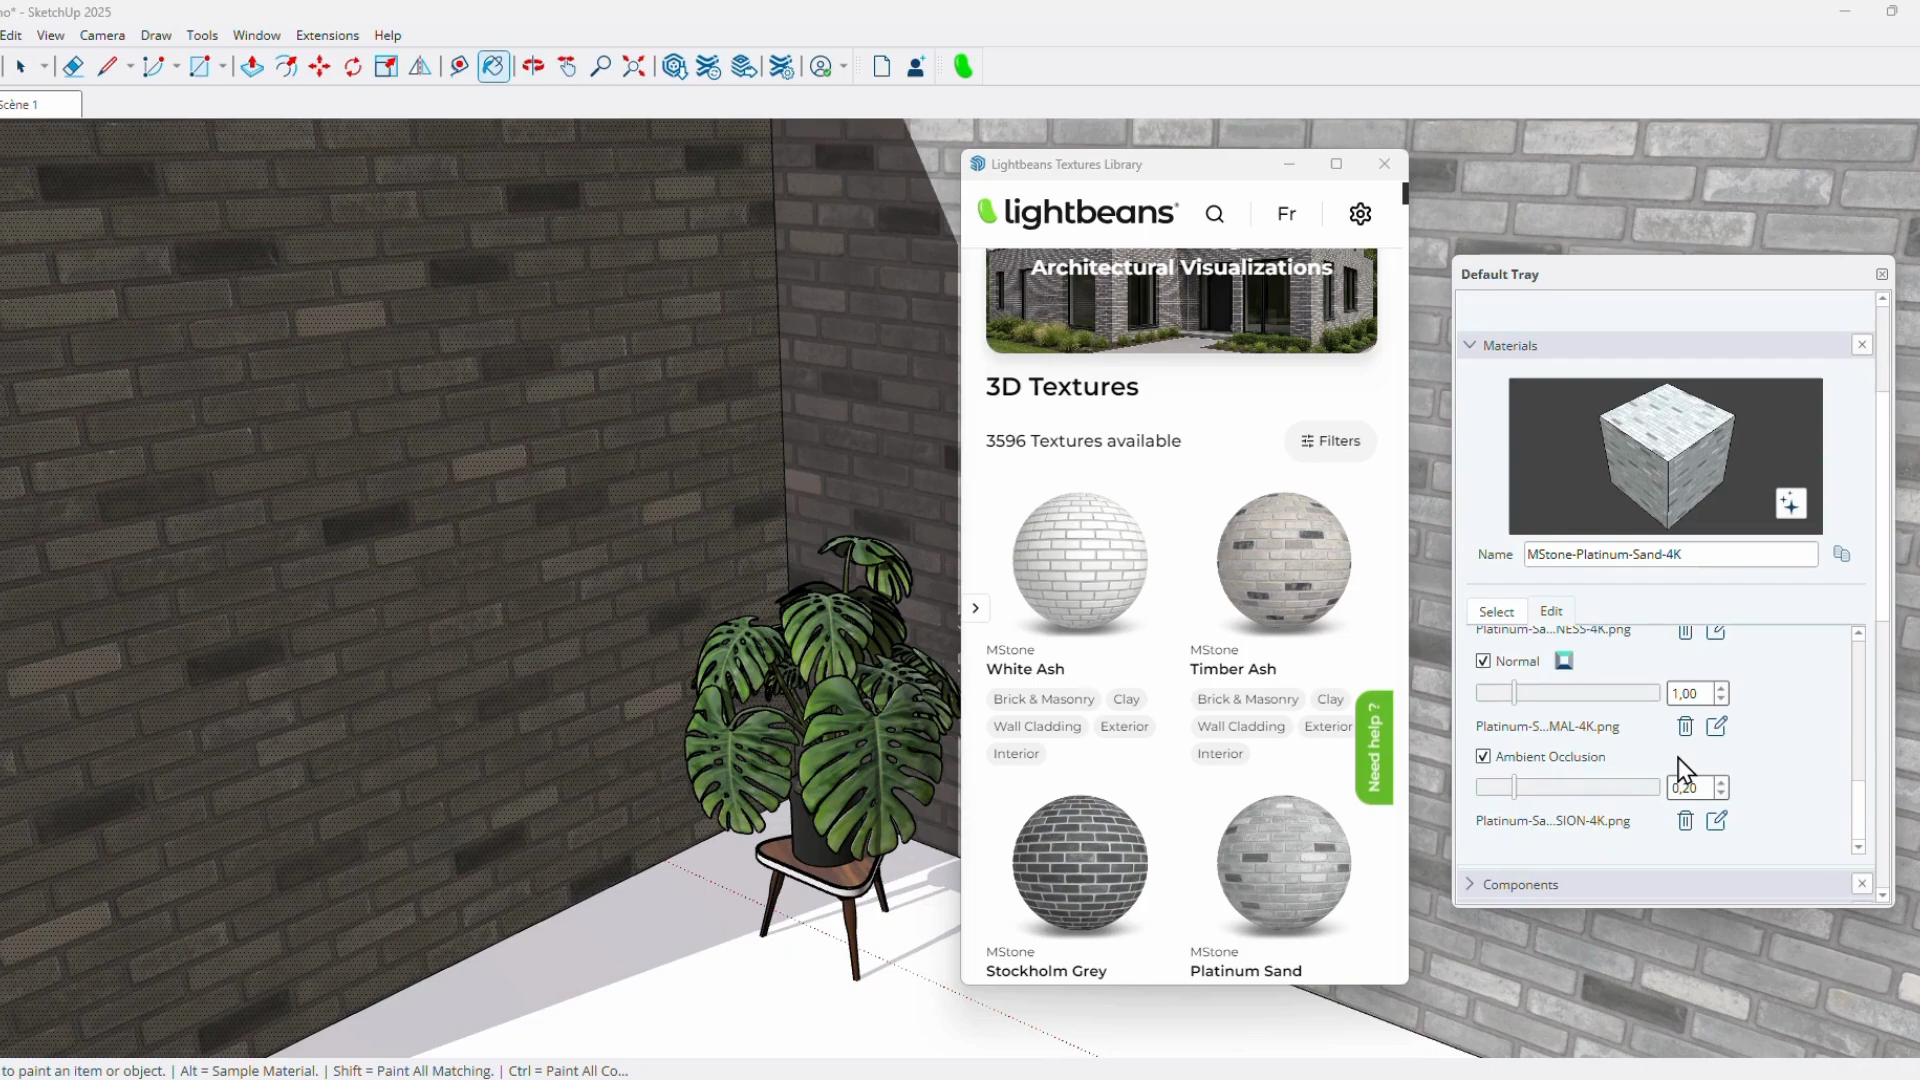 no* - SketchUp 2025
Edit View Camera Draw Tools Window Extensions Help
Scène 1
Lightbeans Textures Library
lightbeans®
Fr
Architectural Visualizations
3D Textures
3596 Textures available
Filters
MStone
White Ash
Brick & Masonry Clay
Wall Cladding Exterior
Interior
MStone
Timber Ash
Brick & Masonry Clay
Wall Cladding Exterior
Interior
Need help ?
MStone
Stockholm Grey
MStone
Platinum Sand
Default Tray
Materials
Name MStone-Platinum-Sand-4K
Select Edit
Platinum-Sa...NESS-4K.png
Normal
1,00
Platinum-S...MAL-4K.png
Ambient Occlusion
0,20
Platinum-Sa...SION-4K.png
Components
to paint an item or object. | Alt = Sample Material. | Shift = Paint All Matching. | Ctrl = Paint All Co...